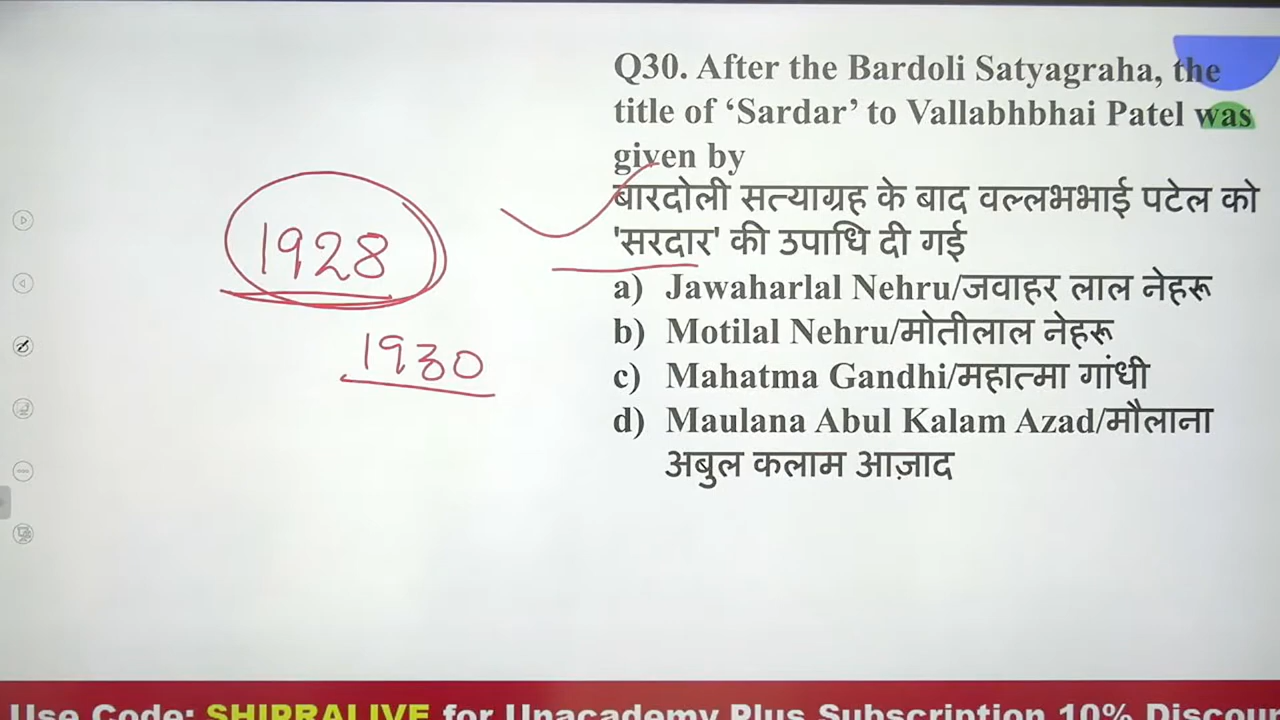 Q30. After the Bardoli Satyagraha, the
title of ‘Sardar’ to Vallabhbhai Patel was
given by
बारदोली सत्याग्रह के बाद वल्लभभाई पटेल को
'सरदार' की उपाधि दी गई
a) Jawaharlal Nehru/जवाहर लाल नेहरू
b) Motilal Nehru/मोतीलाल नेहरू
c) Mahatma Gandhi/महात्मा गांधी
d) Maulana Abul Kalam Azad/मौलाना
अबुल कलाम आज़ाद
1928
1930
Use Code: SHIPRALIVE for Unacademy Plus Subscription 10% Discou